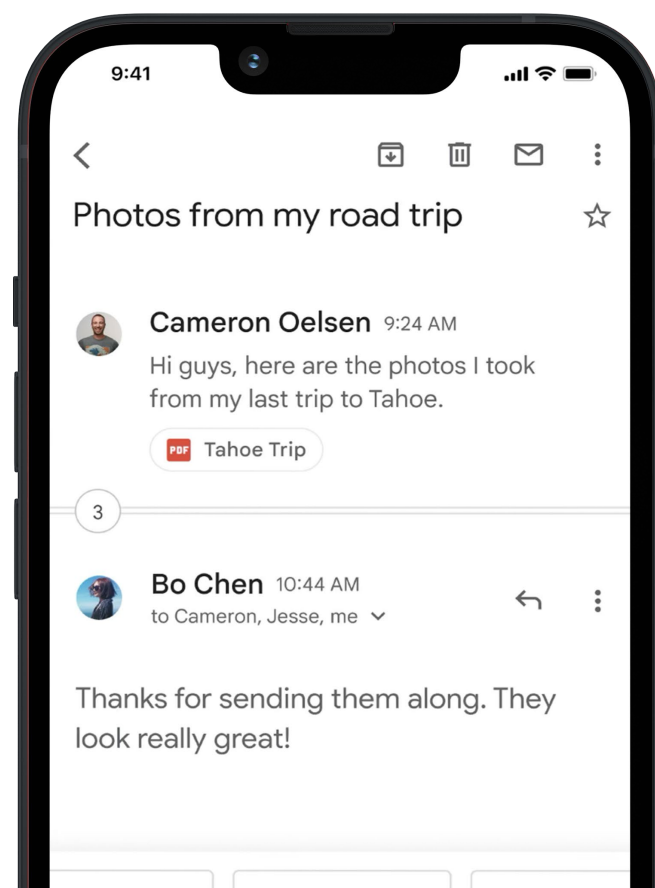 9:41
Photos from my road trip
Cameron Oelsen 9:24 AM
Hi guys, here are the photos I took
from my last trip to Tahoe.
PDF Tahoe Trip
3
Bo Chen 10:44 AM
to Cameron, Jesse, me
Thanks for sending them along. They
look really great!